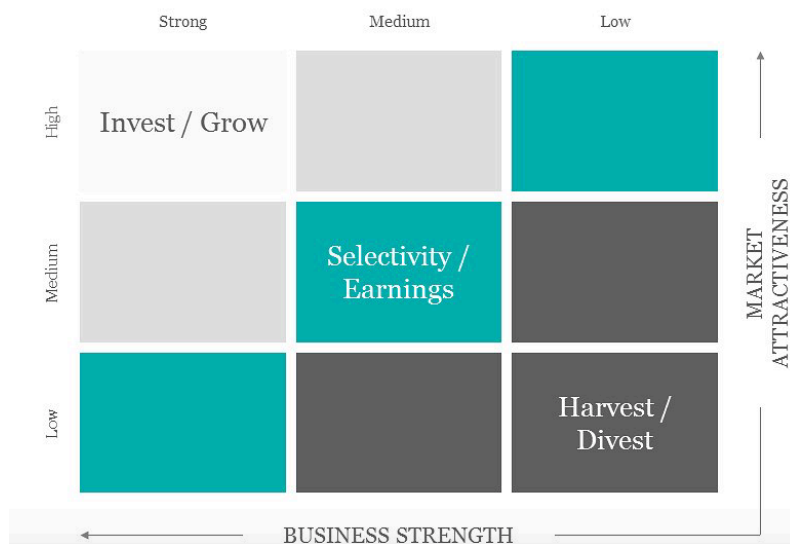 Strong
Medium
Low
High
Invest / Grow
Medium
Selectivity /
Earnings
Low
Harvest /
Divest
MARKET
ATTRACTIVENESS
BUSINESS STRENGTH